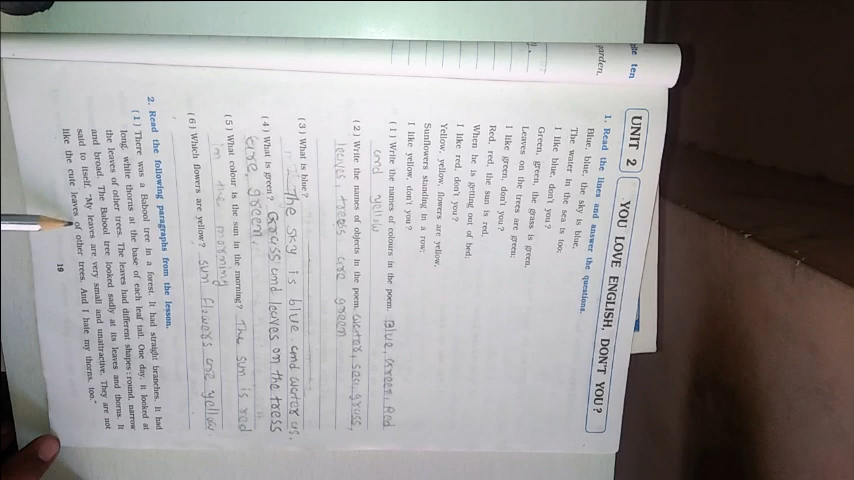 ite ten
garden,
UNIT 2 YOU LOVE ENGLISH, DON'T YOU?
1. Read the lines and answer the questions.
Blue, blue, the sky is blue,
The water in the sea is too;
I like blue, don't you?
Green, green, the grass is green,
Leaves on the trees are green;
I like green, don't you?
Red, red, the sun is red,
When he is getting out of bed;
I like red, don't you?
Yellow, yellow, flowers are yellow,
Sunflowers standing in a row;
I like yellow, don't you?
(1) Write the names of colours in the poem. Blue, Green, Red
and yellow
(2) Write the names of objects in the poem. water, sea, grass,
leaves, trees are green
(3) What is blue?
The sky is blue and water is.
(4) What is green? Grass and leaves on the tress
are green.
(5) What colour is the sun in the morning? The sun is red
in the morning
(6) Which flowers are yellow? sun flowers are yellow.
2. Read the following paragraphs from the lesson.
(1) There was a Babool tree in a forest. It had straight branches. It had
long, white thorns at the base of each leaf tail. One day, it looked at
the leaves of other trees. The leaves had different shapes : round, narrow
and broad. The Babool tree looked sadly at its leaves and thorns. It
said to itself, "My leaves are very small and unattractive. They are not
like the cute leaves of other trees. And I hate my thorns, too."
19